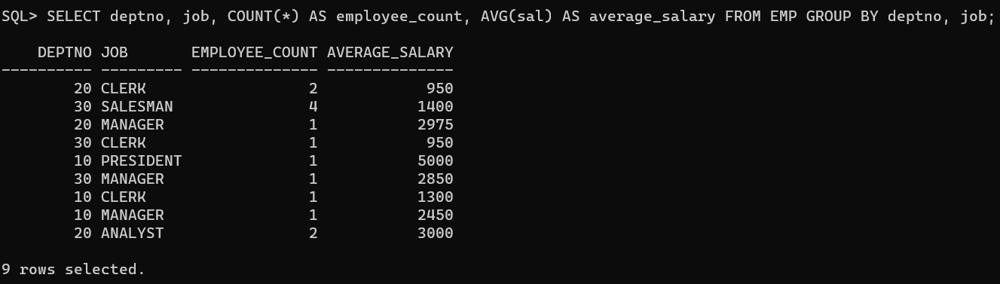 SQL> SELECT deptno, job, COUNT(*) AS employee_count, AVG(sal) AS average_salary FROM EMP GROUP BY deptno, job;

    DEPTNO JOB       EMPLOYEE_COUNT AVERAGE_SALARY
---------- --------- -------------- --------------
        20 CLERK                  2            950
        30 SALESMAN               4           1400
        20 MANAGER                1           2975
        30 CLERK                  1            950
        10 PRESIDENT              1           5000
        30 MANAGER                1           2850
        10 CLERK                  1           1300
        10 MANAGER                1           2450
        20 ANALYST                2           3000

9 rows selected.